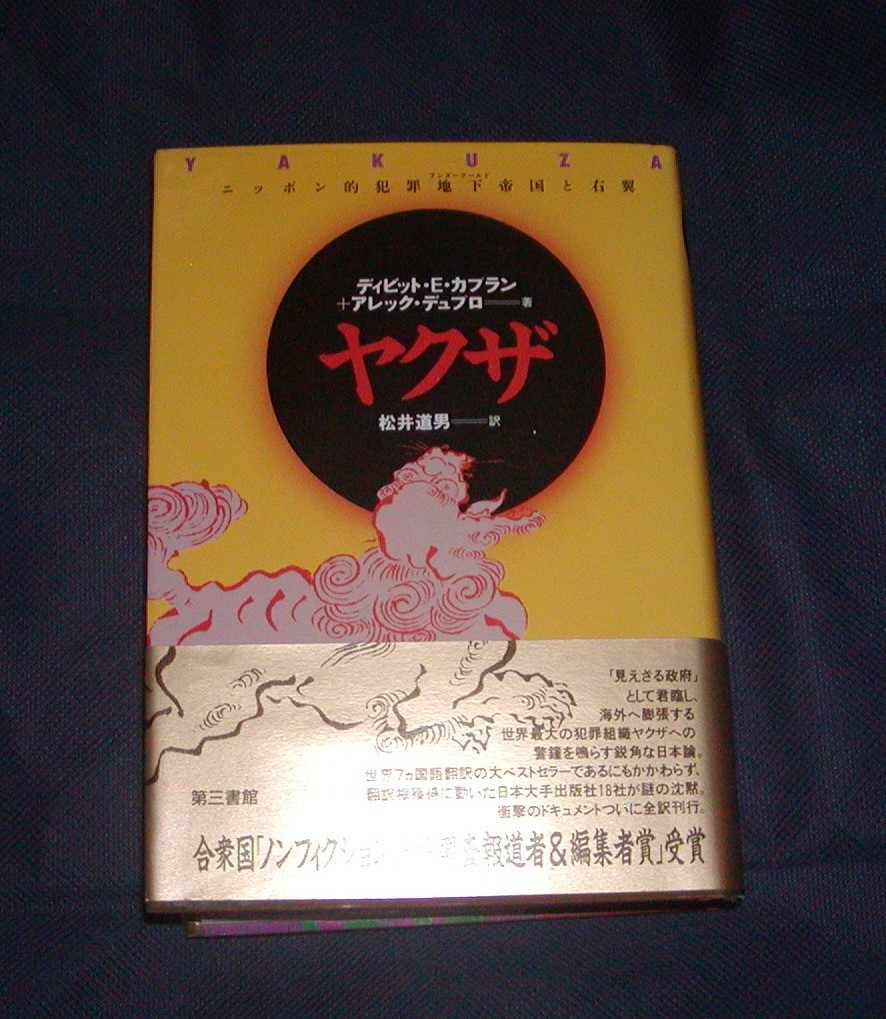 YAKUZA
アンダーワールド
ニッポン的犯罪地下帝国と右翼
ディビット・E・カプラン
+アレック・デュブロ──著
ヤクザ
松井道男──訳
「見えざる政府」
として君臨し、
海外へ膨張する
世界最大の犯罪組織ヤクザへの
警鐘を鳴らす鋭角な日本論。
世界7ヵ国語翻訳の大ベストセラーであるにもかかわらず、
翻訳権獲得に動いた日本大手出版社18社が謎の沈黙。
衝撃のドキュメントついに全訳刊行。
第三書館
合衆国「ノンフィクション 報道者&編集者賞」受賞